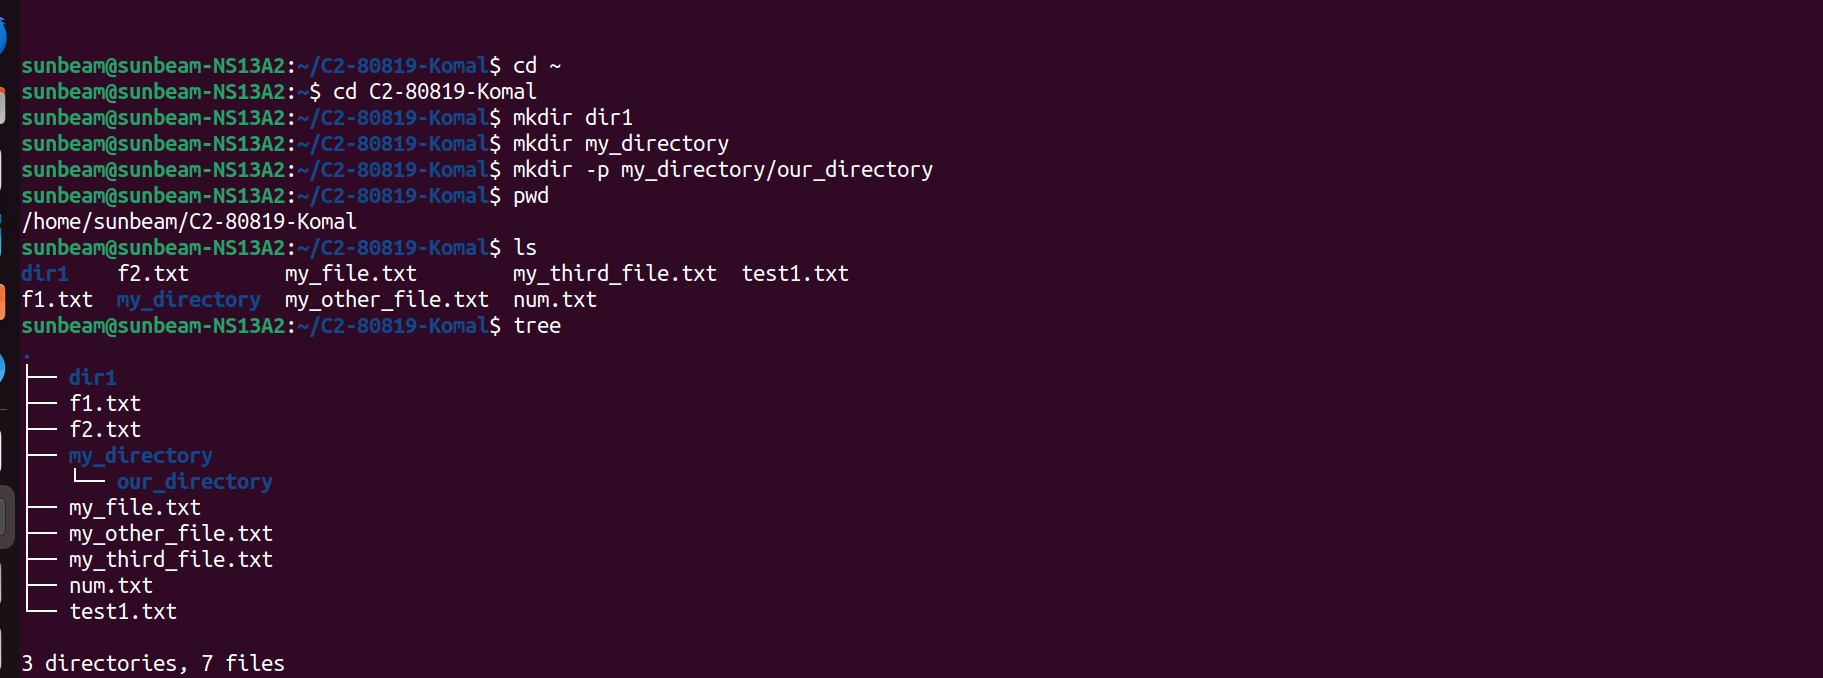 sunbeam@sunbeam-NS13A2:~/C2-80819-Komal$ cd ~
sunbeam@sunbeam-NS13A2:~$ cd C2-80819-Komal
sunbeam@sunbeam-NS13A2:~/C2-80819-Komal$ mkdir dir1
sunbeam@sunbeam-NS13A2:~/C2-80819-Komal$ mkdir my_directory
sunbeam@sunbeam-NS13A2:~/C2-80819-Komal$ mkdir -p my_directory/our_directory
sunbeam@sunbeam-NS13A2:~/C2-80819-Komal$ pwd
/home/sunbeam/C2-80819-Komal
sunbeam@sunbeam-NS13A2:~/C2-80819-Komal$ ls
dir1    f2.txt        my_file.txt        my_third_file.txt  test1.txt
f1.txt  my_directory  my_other_file.txt  num.txt
sunbeam@sunbeam-NS13A2:~/C2-80819-Komal$ tree
.
├── dir1
├── f1.txt
├── f2.txt
├── my_directory
│   └── our_directory
├── my_file.txt
├── my_other_file.txt
├── my_third_file.txt
├── num.txt
└── test1.txt
3 directories, 7 files